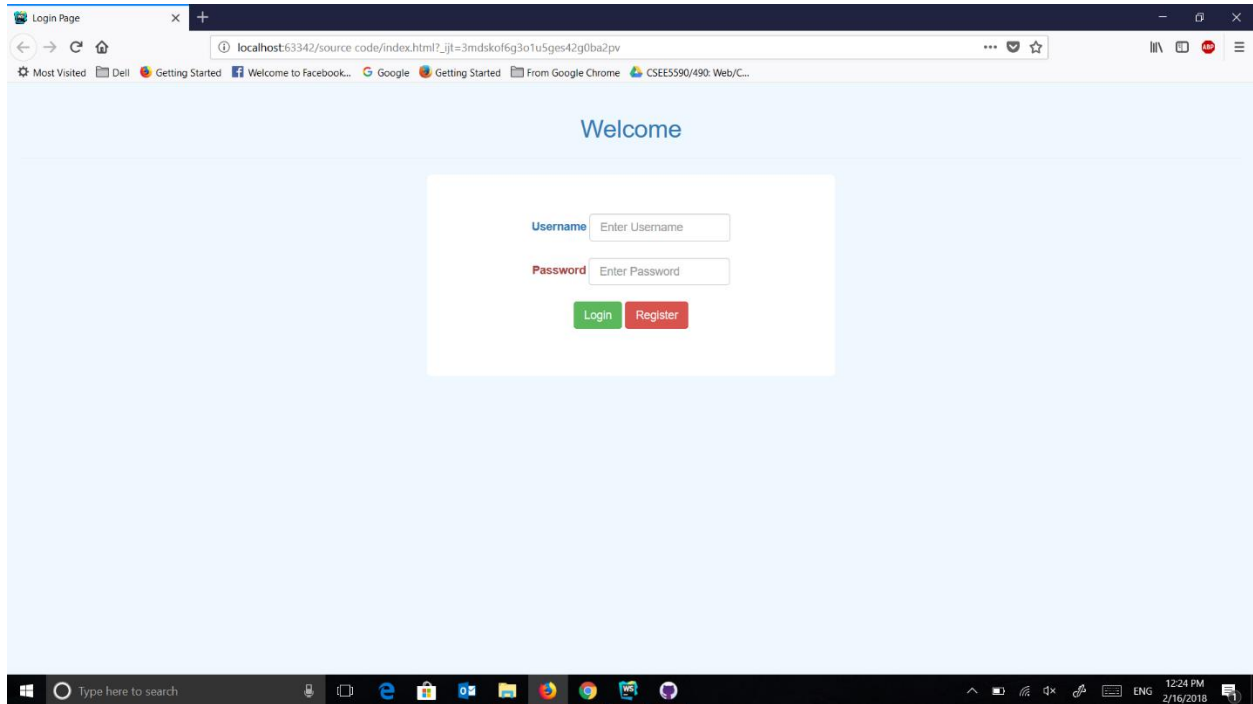 Login Page
localhost:63342/source code/index.html?_ijt=3mdskof6g3o1u5ges42g0ba2pv
Most Visited Dell Getting Started Welcome to Facebook... Google Getting Started From Google Chrome CSEE5590/490: Web/C...
Welcome
Username Enter Username
Password Enter Password
Login Register
Type here to search
ENG
12:24 PM
2/16/2018